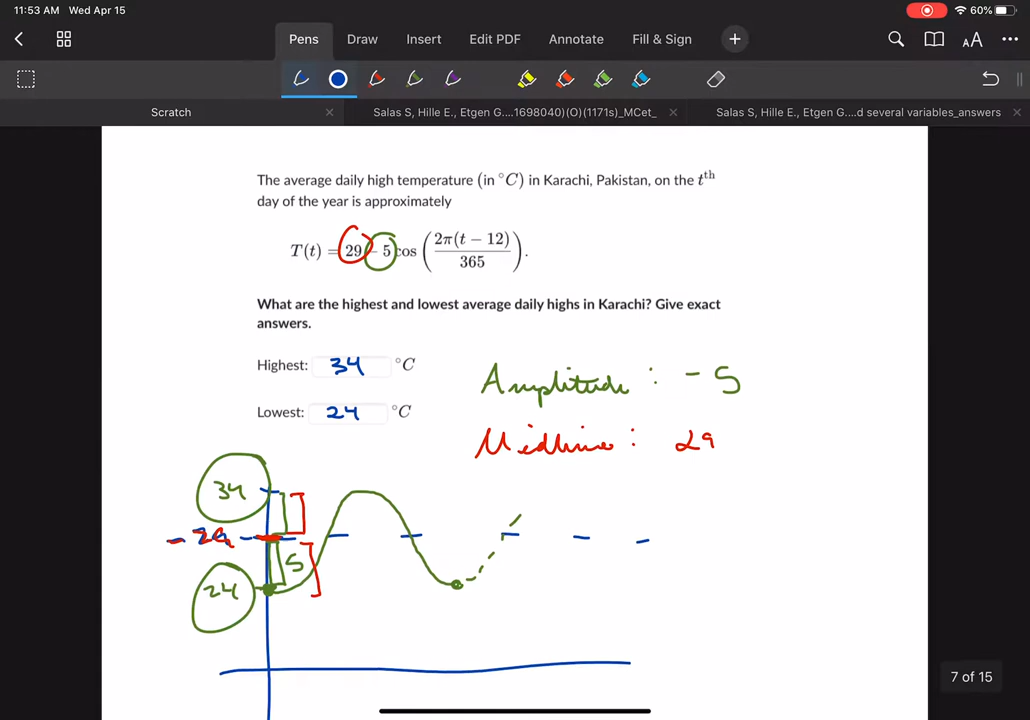 11:53 AM Wed Apr 15
60%
Pens Draw Insert Edit PDF Annotate Fill & Sign
Scratch
Salas S, Hille E., Etgen G....1698040)(O)(1171s)_MCet_
Salas S, Hille E., Etgen G....d several variables_answers
The average daily high temperature (in °C) in Karachi, Pakistan, on the tᵗʰ
day of the year is approximately
T(t) = 29 − 5 cos (2π(t − 12)/365).
What are the highest and lowest average daily highs in Karachi? Give exact
answers.
Highest: 34 °C
Lowest: 24 °C
Amplitude : -5
Midline : 29
34
29
5
24
7 of 15